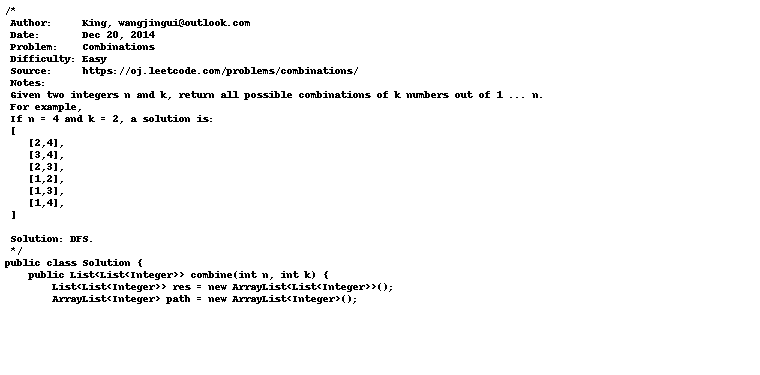 /*
 Author:     King, wangjingui@outlook.com
 Date:       Dec 20, 2014
 Problem:    Combinations
 Difficulty: Easy
 Source:     https://oj.leetcode.com/problems/combinations/
 Notes:
 Given two integers n and k, return all possible combinations of k numbers out of 1 ... n.
 For example,
 If n = 4 and k = 2, a solution is:
 [
    [2,4],
    [3,4],
    [2,3],
    [1,2],
    [1,3],
    [1,4],
 ]

 Solution: DFS.
 */
public class Solution {
    public List<List<Integer>> combine(int n, int k) {
        List<List<Integer>> res = new ArrayList<List<Integer>>();
        ArrayList<Integer> path = new ArrayList<Integer>();